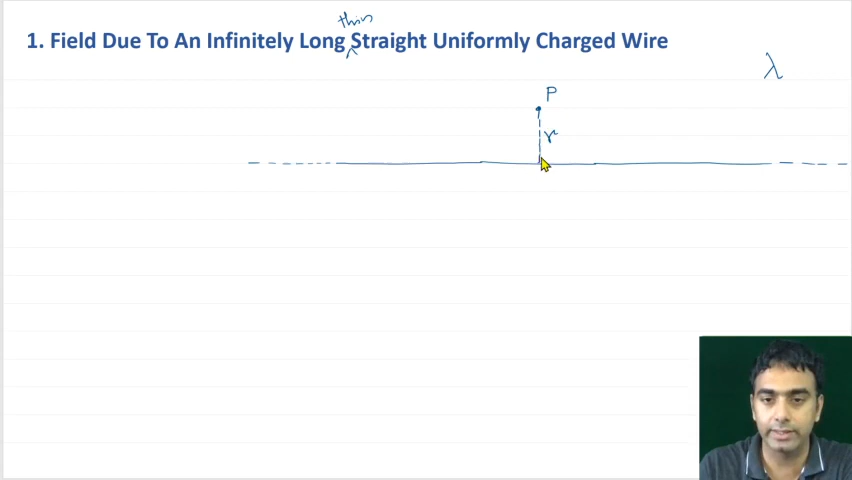 thin
1. Field Due To An Infinitely Long ^ Straight Uniformly Charged Wire
λ
P
r